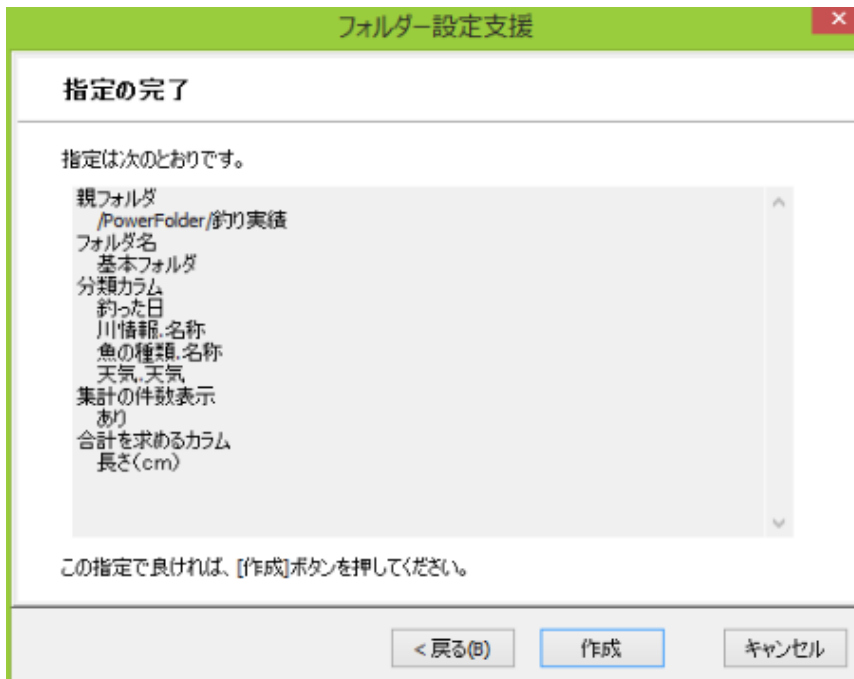 フォルダー設定支援
指定の完了
指定は次のとおりです。
親フォルダ
/PowerFolder/釣り実績
フォルダ名
基本フォルダ
分類カラム
釣った日
川情報.名称
魚の種類.名称
天気.天気
集計の件数表示
あり
合計を求めるカラム
長さ(cm)
この指定で良ければ、[作成]ボタンを押してください。
< 戻る(B)
作成
キャンセル